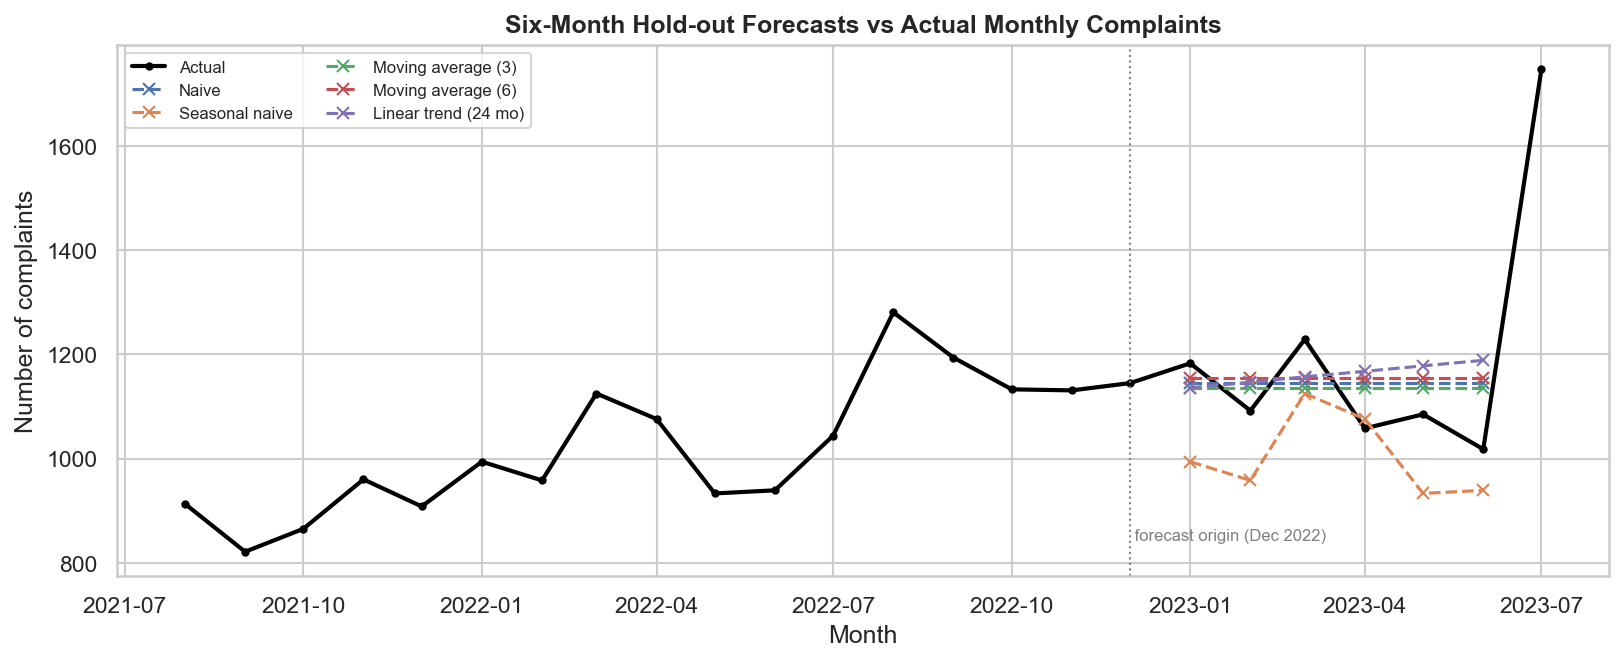 Six-Month Hold-out Forecasts vs Actual Monthly Complaints
Actual
Naive
Seasonal naive
Moving average (3)
Moving average (6)
Linear trend (24 mo)
Number of complaints
1600
1400
1200
1000
800
forecast origin (Dec 2022)
2021-07
2021-10
2022-01
2022-04
2022-07
2022-10
2023-01
2023-04
2023-07
Month